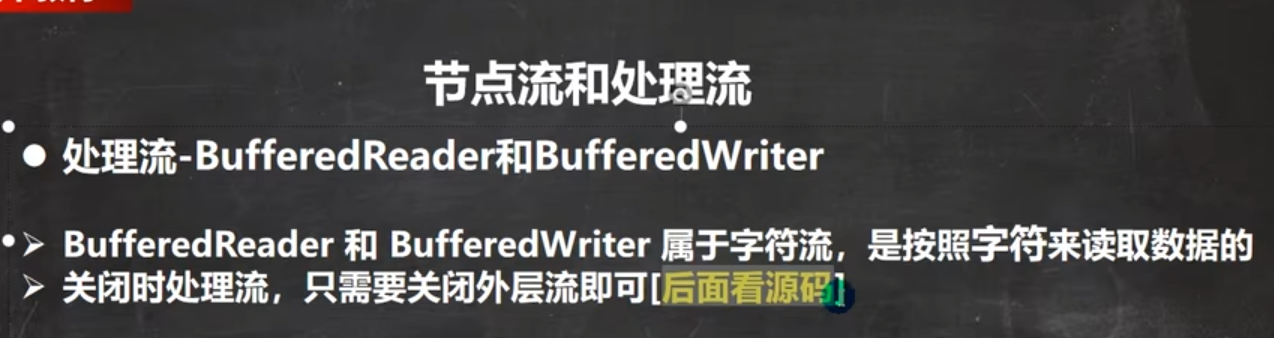 节点流和处理流
● 处理流-BufferedReader和BufferedWriter
➢ BufferedReader 和 BufferedWriter 属于字符流，是按照字符来读取数据的
➢ 关闭时处理流，只需要关闭外层流即可[后面看源码]